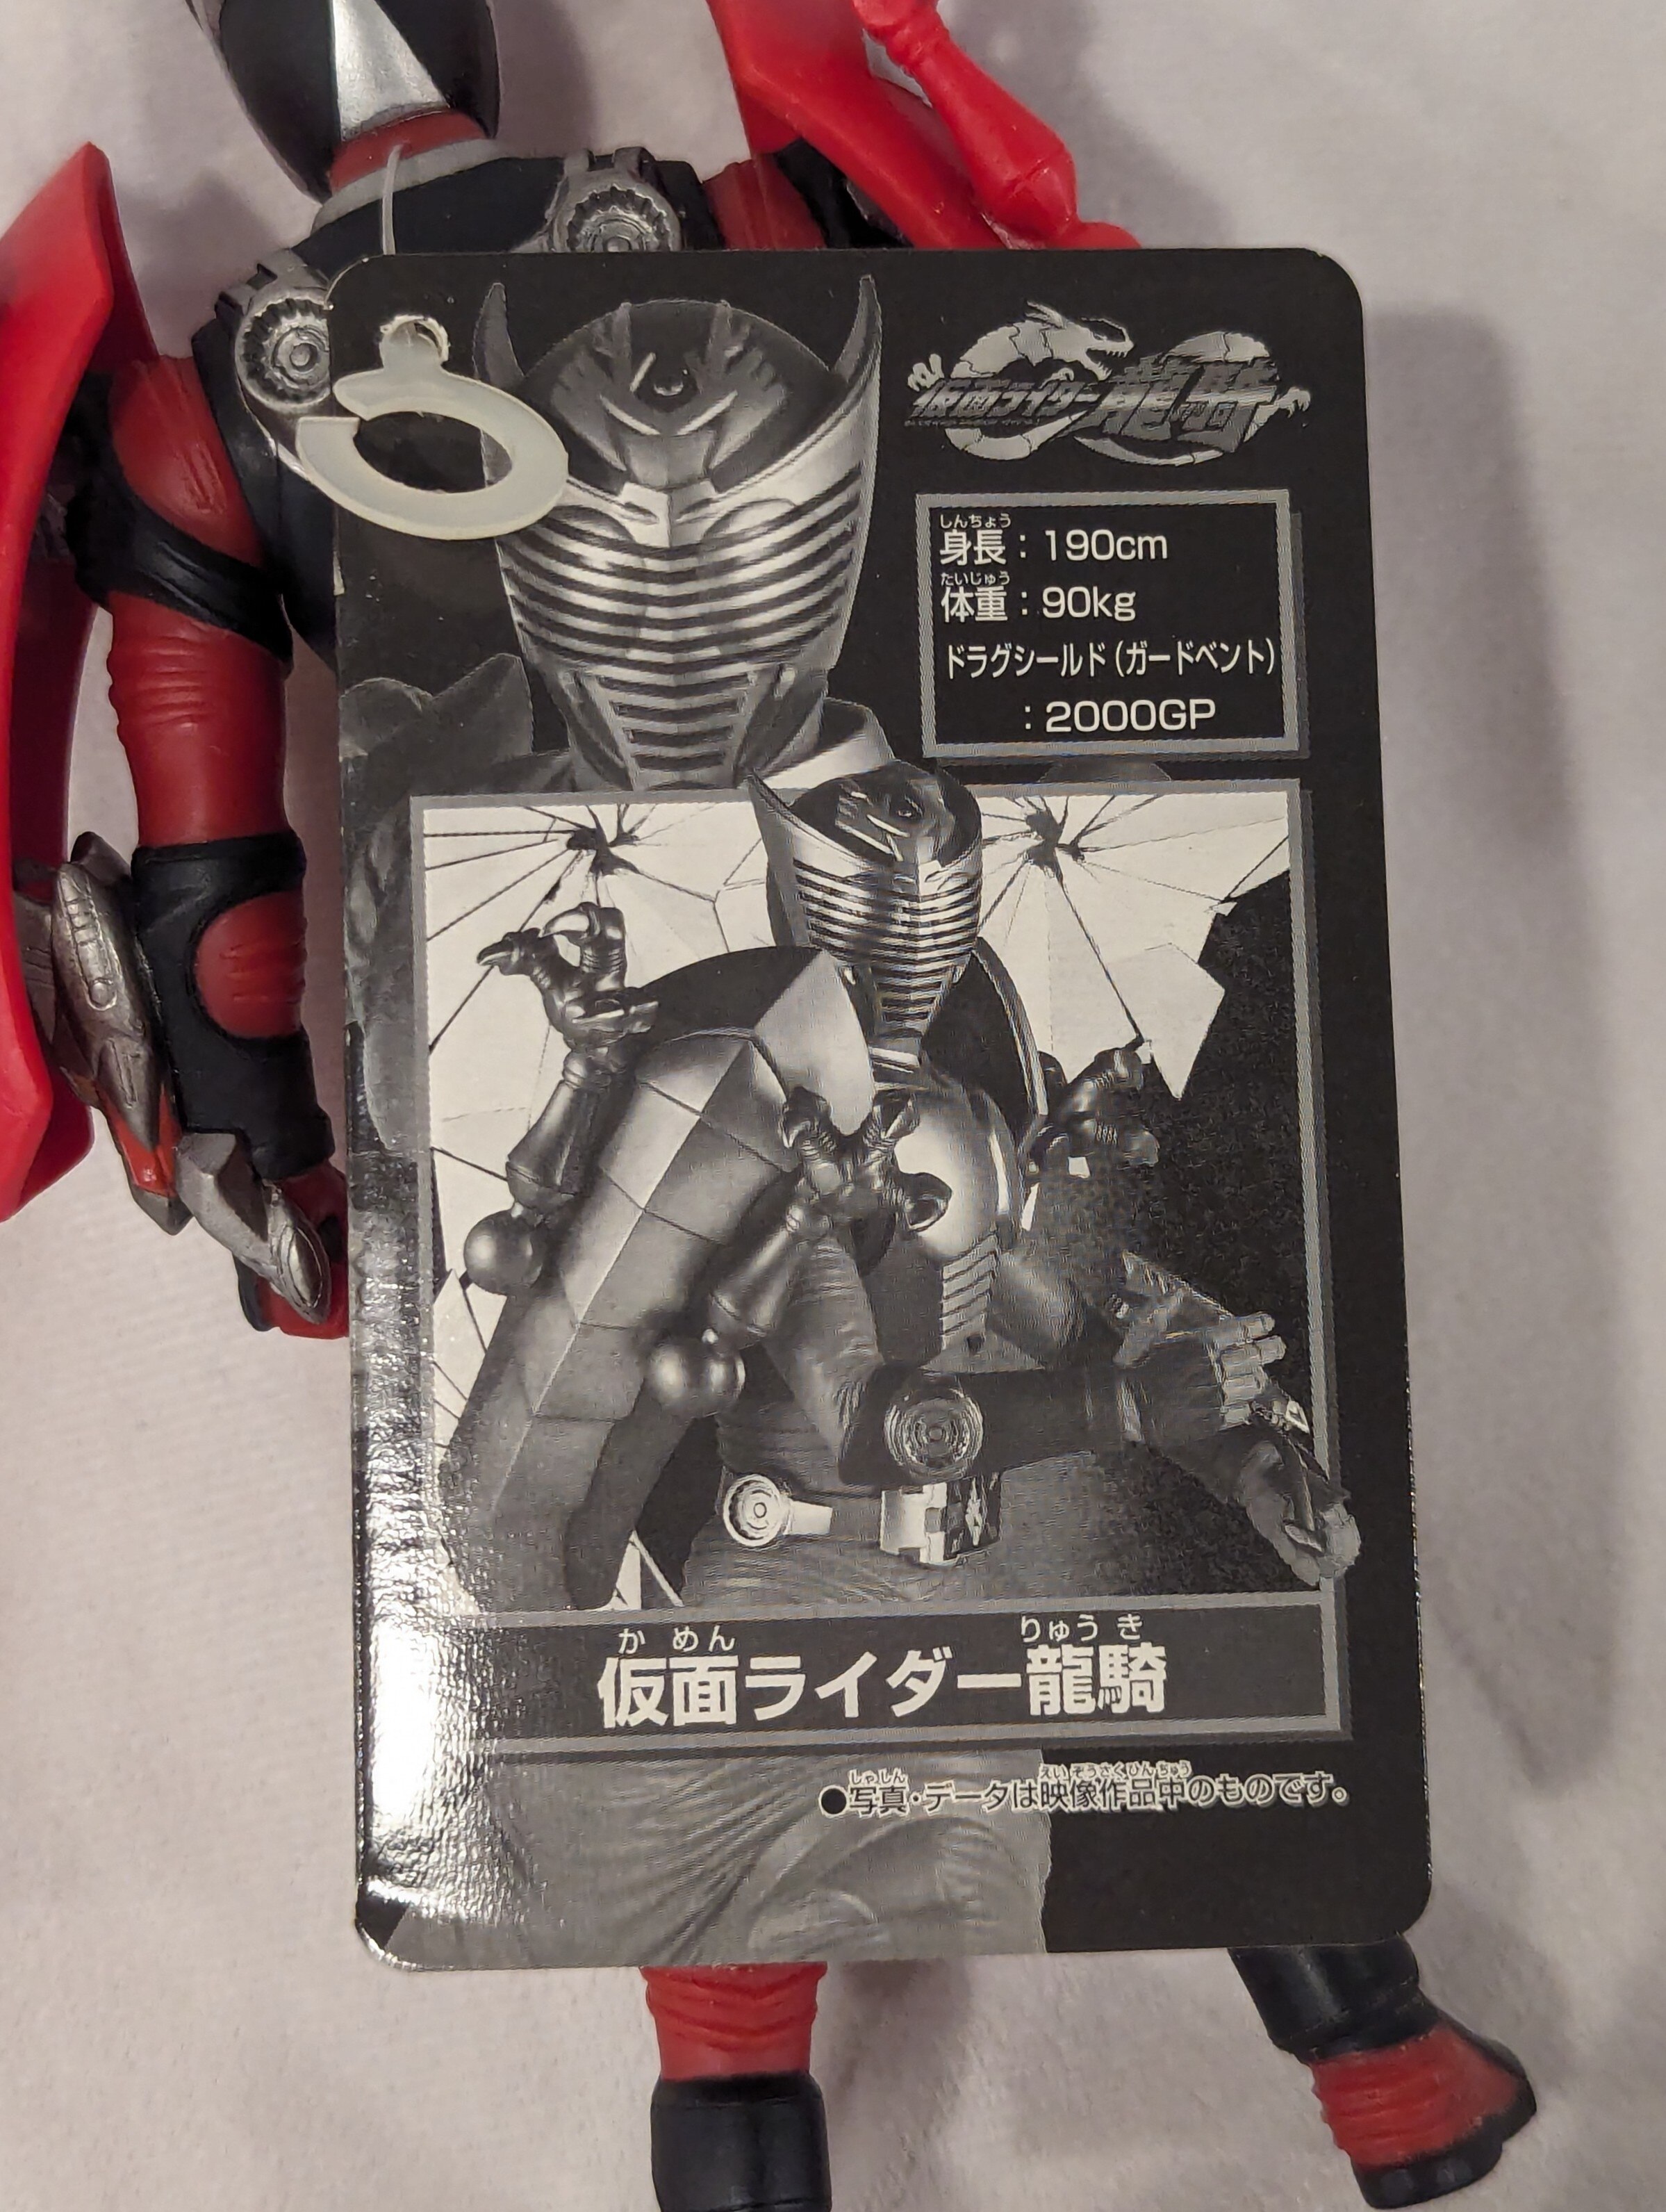 仮面ライダー龍騎
しんちょう
身長：190cm
たいじゅう
体重：90kg
ドラグシールド（ガードベント）
：2000GP
かめん りゅうき
仮面ライダー龍騎
しゃしん えいぞうさくひんちゅう
●写真・データは映像作品中のものです。